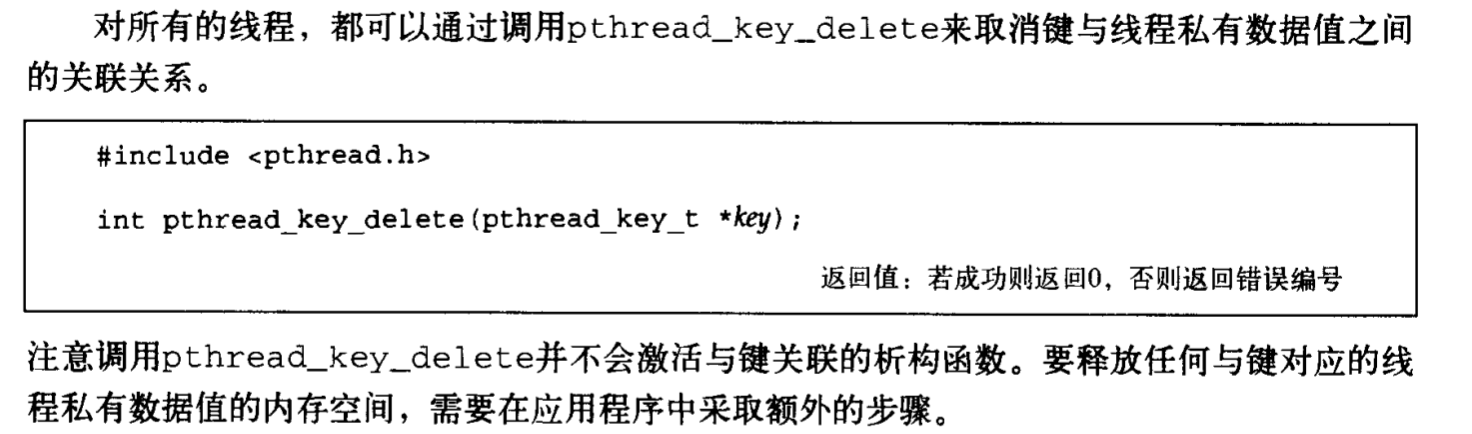 对所有的线程，都可以通过调用pthread_key_delete来取消键与线程私有数据值之间
的关联关系。
#include <pthread.h>
int pthread_key_delete(pthread_key_t *key);
返回值：若成功则返回0，否则返回错误编号
注意调用pthread_key_delete并不会激活与键关联的析构函数。要释放任何与键对应的线
程私有数据值的内存空间，需要在应用程序中采取额外的步骤。